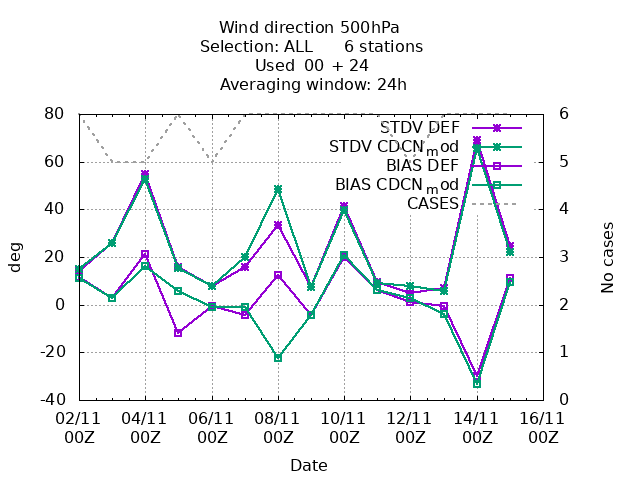 Wind direction 500hPa
Selection: ALL 6 stations
Used 00 + 24
Averaging window: 24h
80
60
40
20
0
-20
-40
deg
6
5
4
3
2
1
0
No cases
STDV DEF
STDV CDCNmod
BIAS DEF
BIAS CDCNmod
CASES
02/11 04/11 06/11 08/11 10/11 12/11 14/11 16/11
00Z 00Z 00Z 00Z 00Z 00Z 00Z 00Z
Date